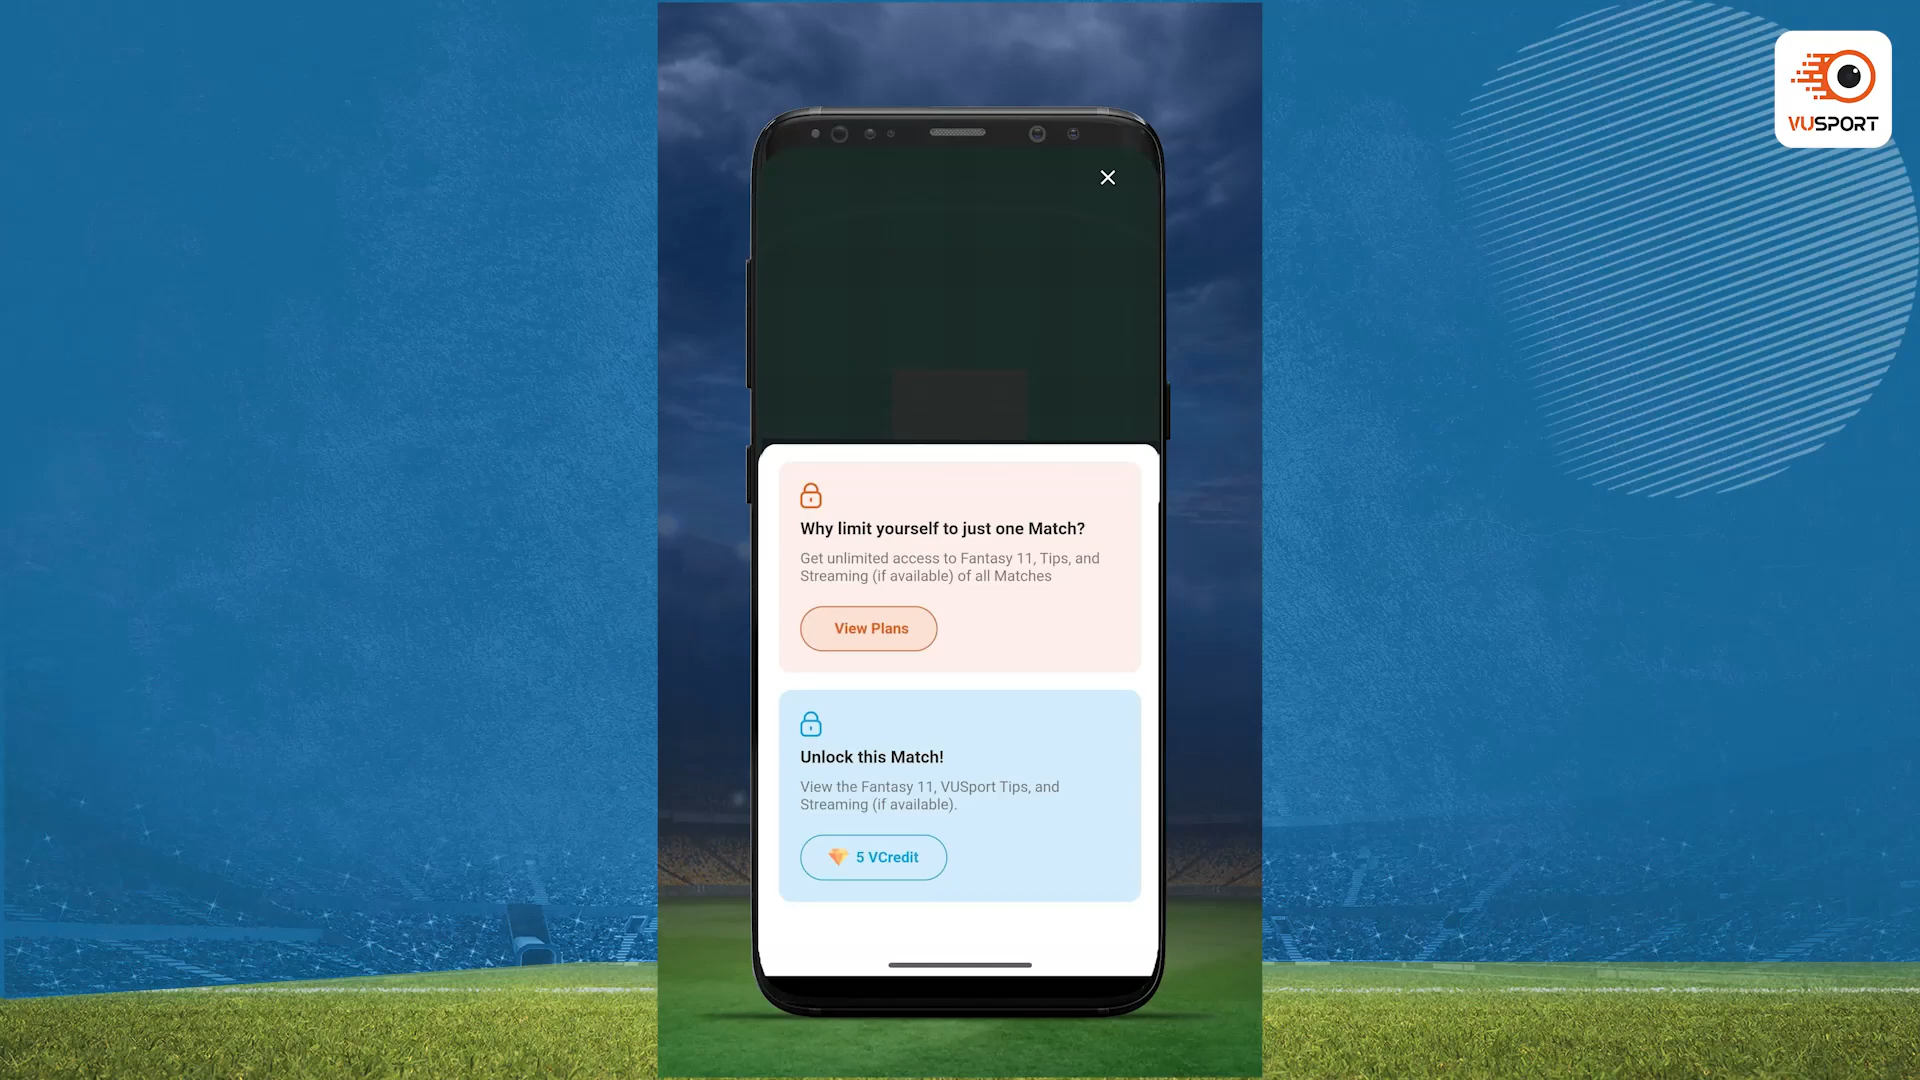 VUSPORT
Why limit yourself to just one Match?
Get unlimited access to Fantasy 11, Tips, and
Streaming (if available) of all Matches
View Plans
Unlock this Match!
View the Fantasy 11, VUSport Tips, and
Streaming (if available).
5 VCredit